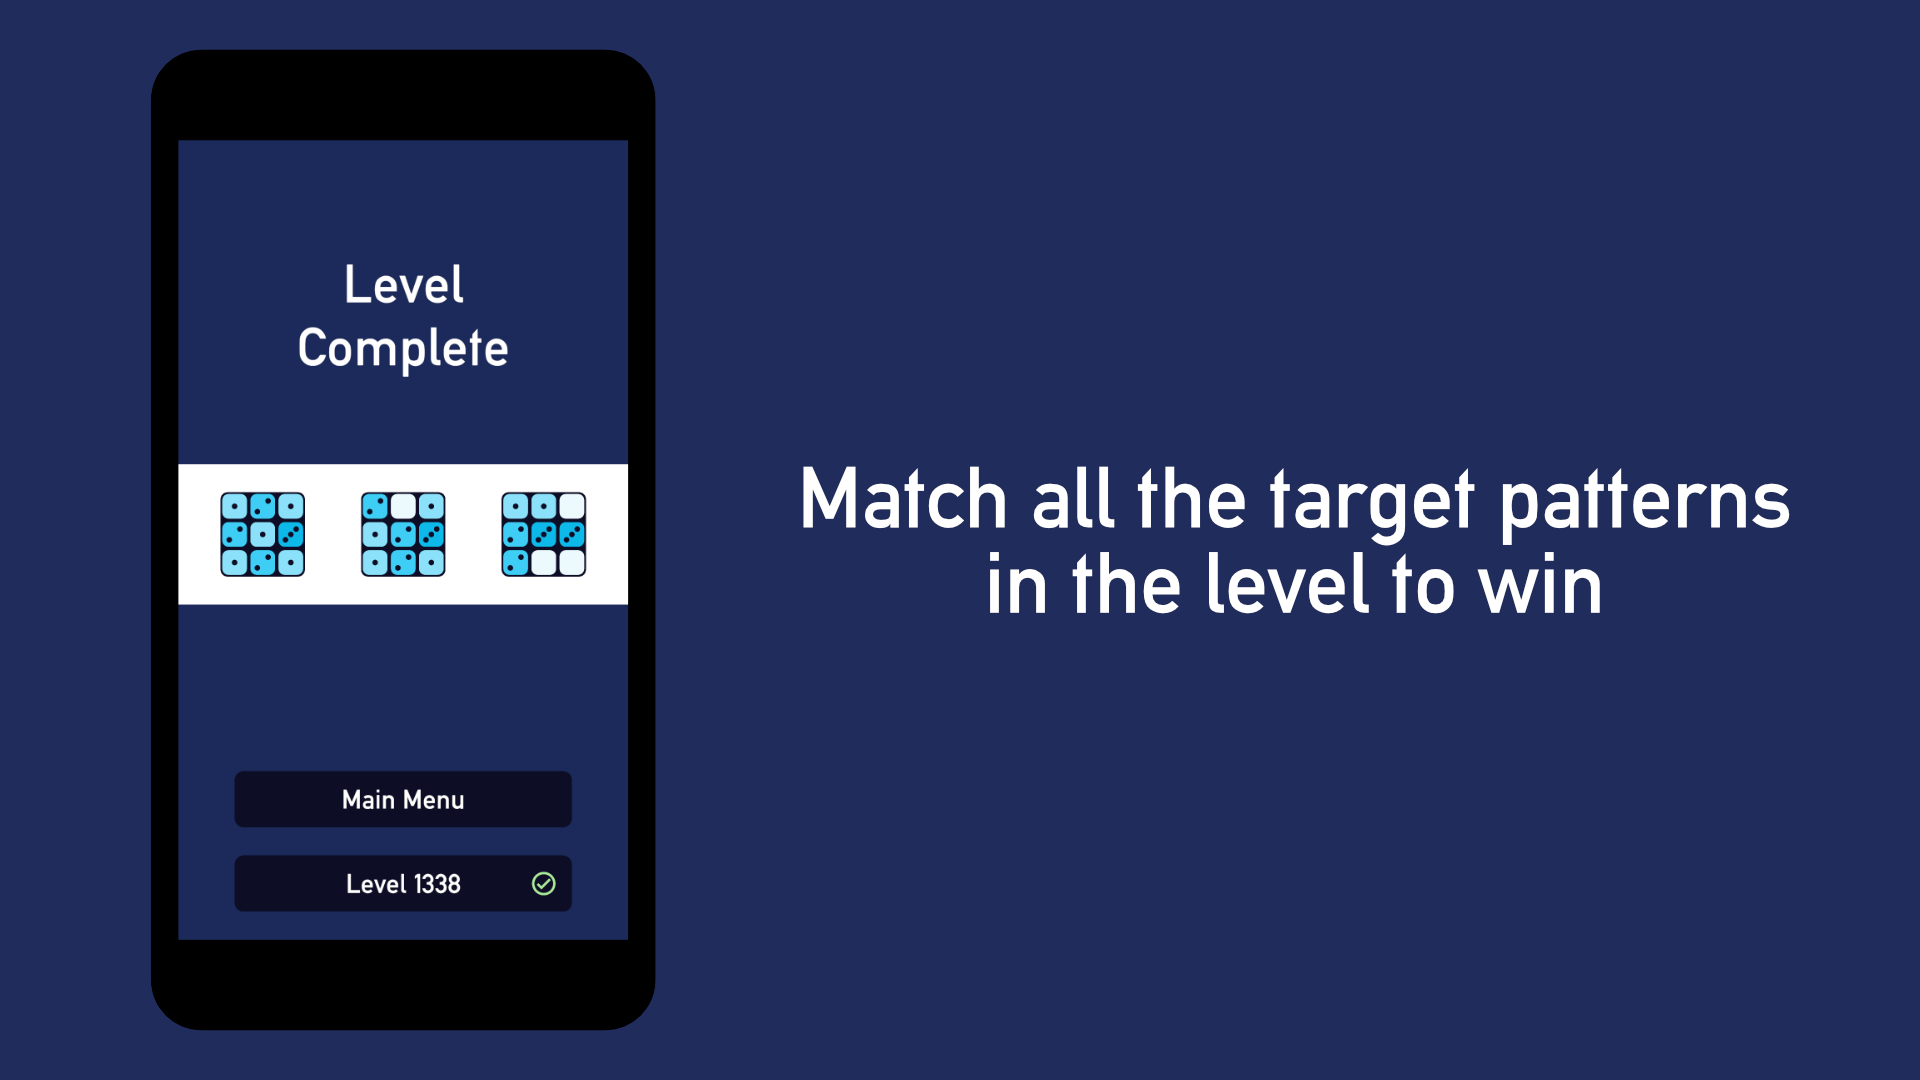 Level
Complete
Main Menu
Level 1338
Match all the target patterns
in the level to win